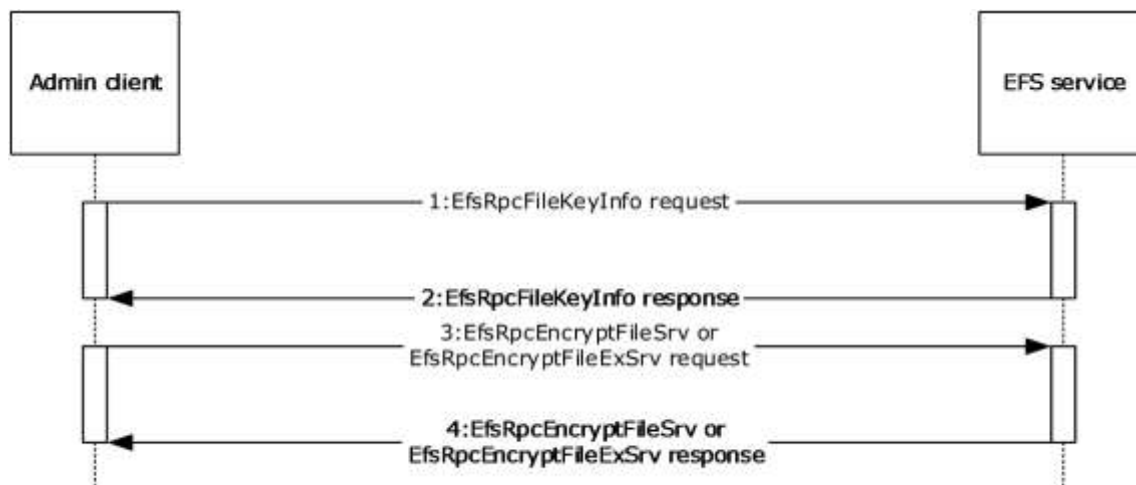 Admin client
EFS service
1:EfsRpcFileKeyInfo request
2:EfsRpcFileKeyInfo response
3:EfsRpcEncryptFileSrv or
EfsRpcEncryptFileExSrv request
4:EfsRpcEncryptFileSrv or
EfsRpcEncryptFileExSrv response